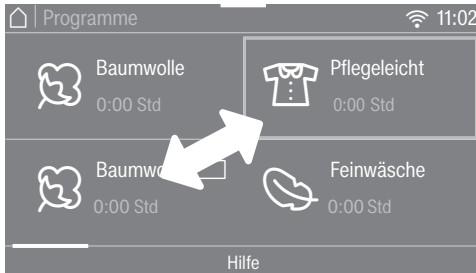 Programme 11:02
Baumwolle Pflegeleicht
0:00 Std 0:00 Std
Feinwäsche
0:00 Std 0:00 Std
Hilfe